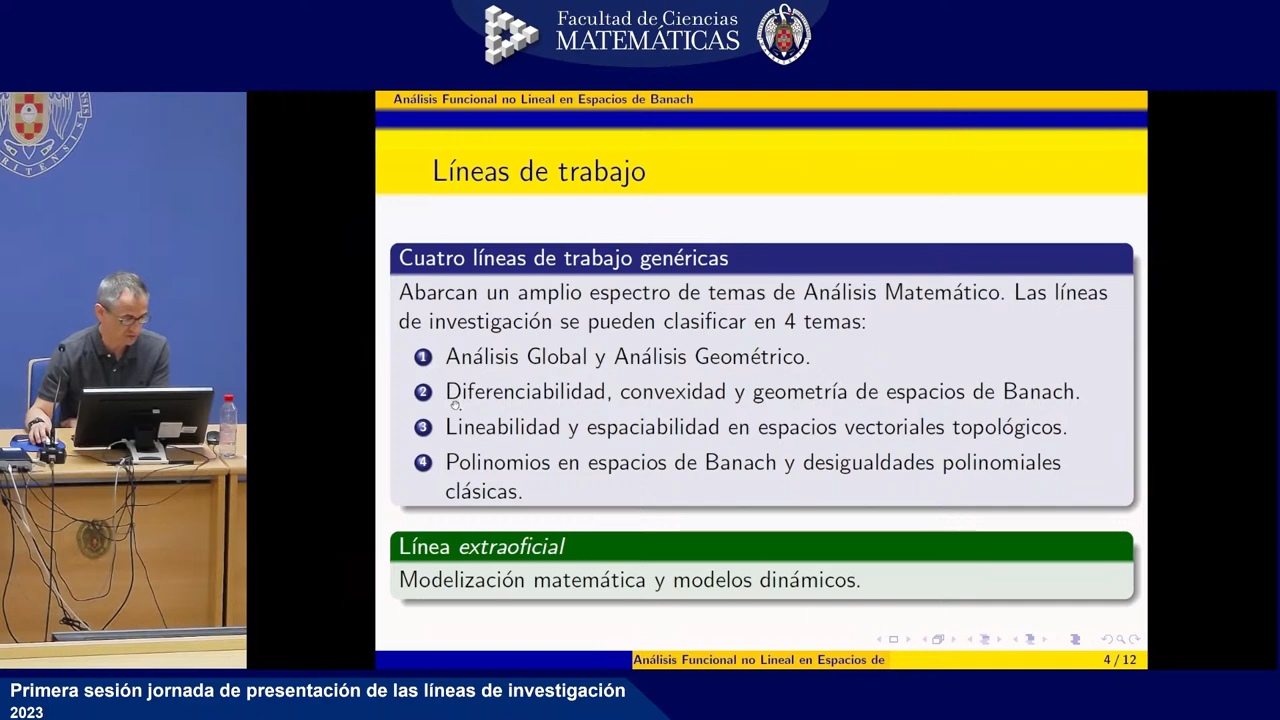 Facultad de Ciencias
MATEMÁTICAS
RITENSIS
Análisis Funcional no Lineal en Espacios de Banach
Líneas de trabajo
Cuatro líneas de trabajo genéricas
Abarcan un amplio espectro de temas de Análisis Matemático. Las líneas
de investigación se pueden clasificar en 4 temas:
1 Análisis Global y Análisis Geométrico.
2 Diferenciabilidad, convexidad y geometría de espacios de Banach.
3 Lineabilidad y espaciabilidad en espacios vectoriales topológicos.
4 Polinomios en espacios de Banach y desigualdades polinomiales
clásicas.
Línea extraoficial
Modelización matemática y modelos dinámicos.
Análisis Funcional no Lineal en Espacios de
4 / 12
Primera sesión jornada de presentación de las líneas de investigación
2023